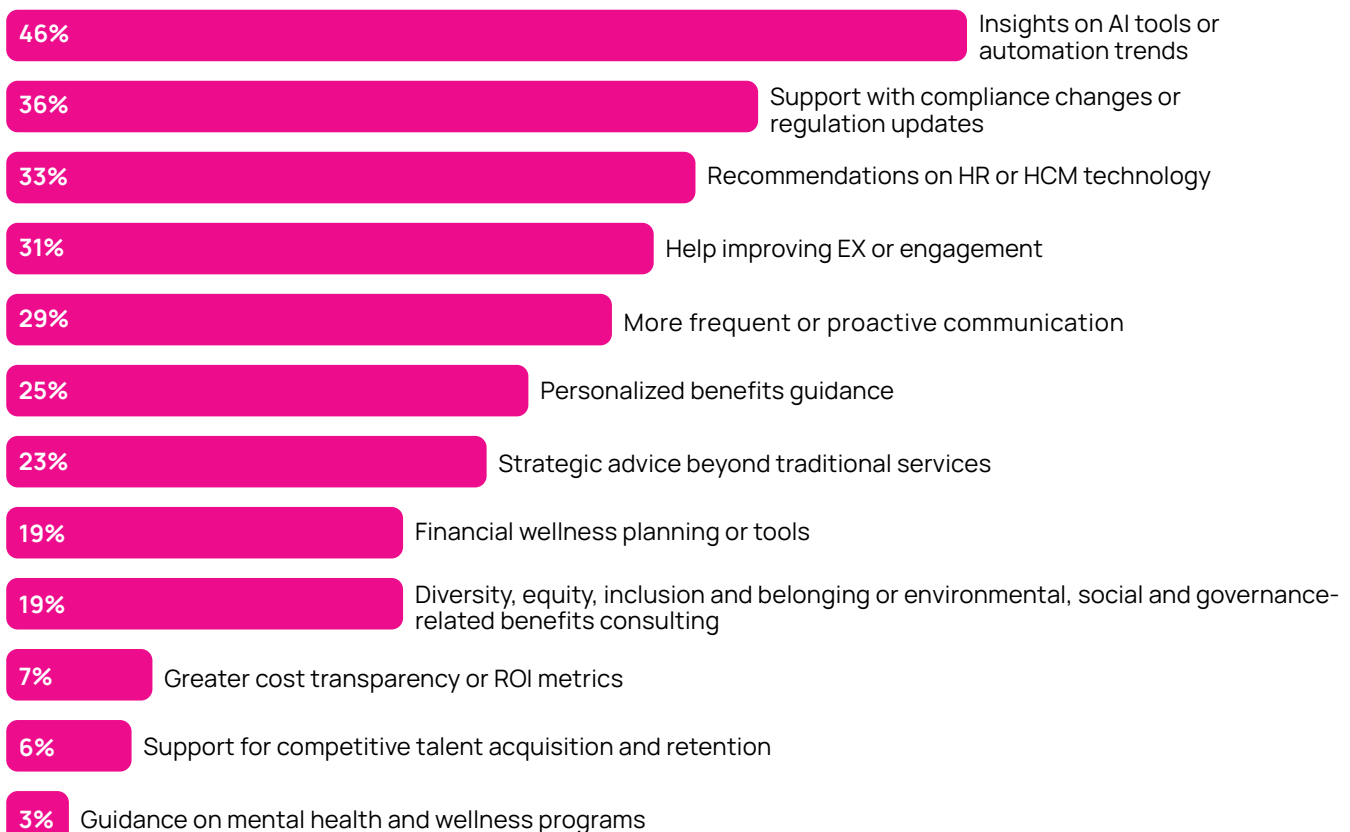 46%
Insights on AI tools or
automation trends
36%
Support with compliance changes or
regulation updates
33%
Recommendations on HR or HCM technology
31%
Help improving EX or engagement
29%
More frequent or proactive communication
25%
Personalized benefits guidance
23%
Strategic advice beyond traditional services
19%
Financial wellness planning or tools
19%
Diversity, equity, inclusion and belonging or environmental, social and governance-
related benefits consulting
7%
Greater cost transparency or ROI metrics
6%
Support for competitive talent acquisition and retention
3%
Guidance on mental health and wellness programs